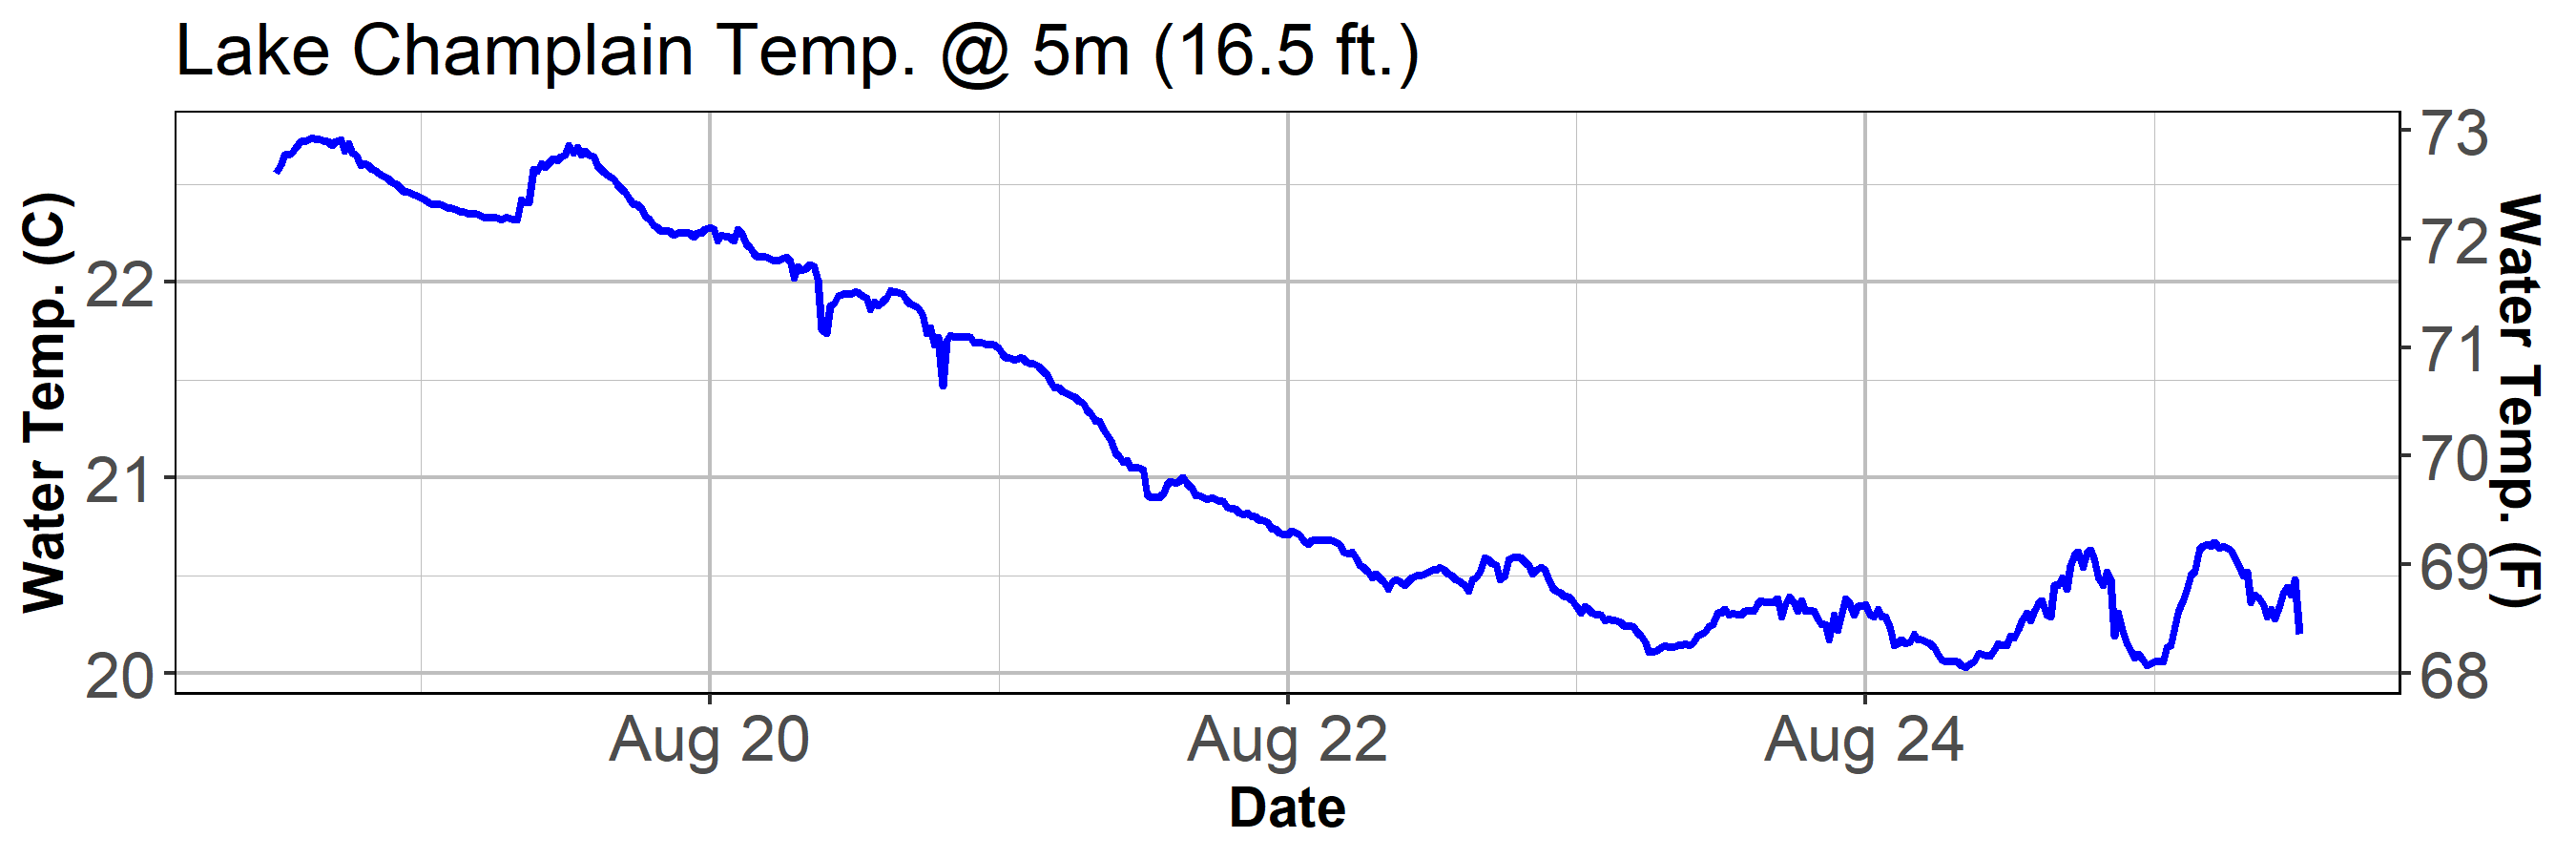 Lake Champlain Temp. @ 5m (16.5 ft.)
Water Temp. (C)
22
21
20
73
72
71
70
69
68
Water Temp. (F)
Aug 20
Aug 22
Aug 24
Date